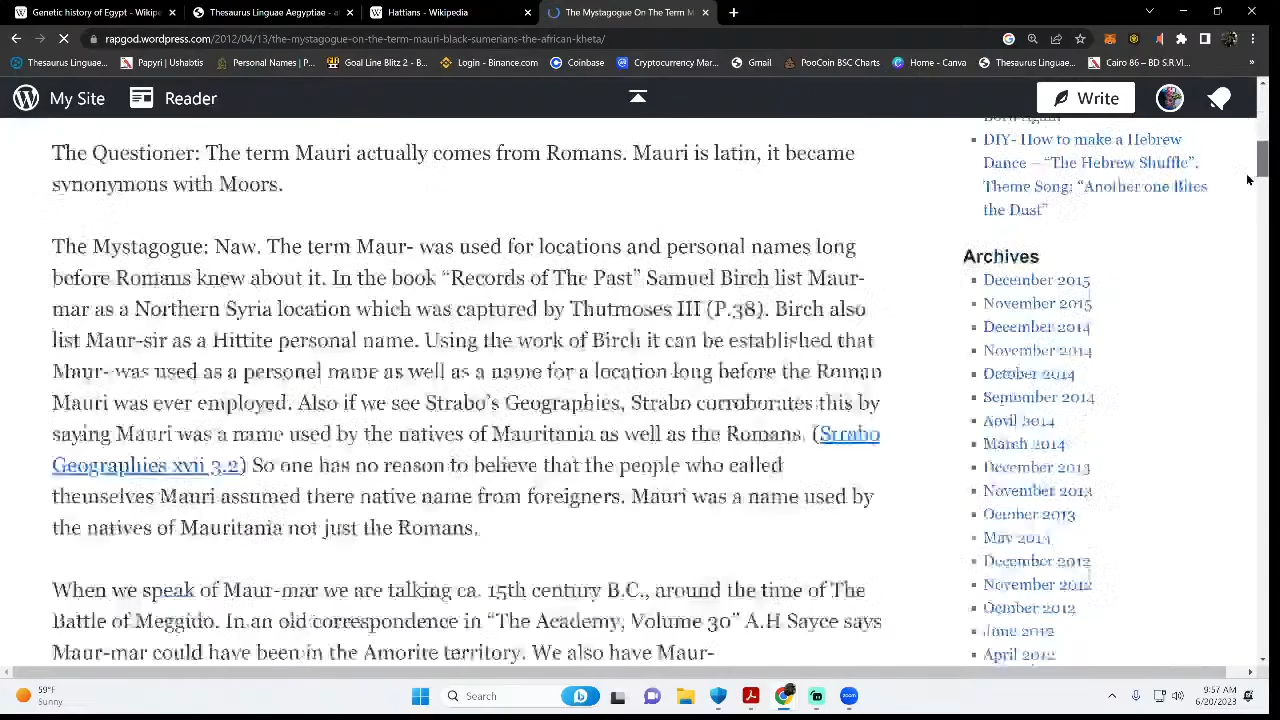 Genetic history of Egypt - Wikip
Thesaurus Linguae Aegyptiae - a
Hattians - Wikipedia
The Mystagogue On The Term M
rapgod.wordpress.com/2012/04/13/the-mystagogue-on-the-term-mauri-black-sumerians-the-african-kheta/
Thesaurus Linguae...
Papyri | Ushabtis
Personal Names | P...
Goal Line Blitz 2 - B...
Login - Binance.com
Coinbase
Cryptocurrency Mar...
Gmail
PooCoin BSC Charts
Home - Canva
Thesaurus Linguae...
Cairo 86 – BD S.R.VI...
My Site
Reader
Write
The Questioner: The term Mauri actually comes from Romans. Mauri is latin, it became
synonymous with Moors.
The Mystagogue: Naw. The term Maur- was used for locations and personal names long
before Romans knew about it. In the book “Records of The Past” Samuel Birch list Maur-
mar as a Northern Syria location which was captured by Thutmoses III (P.38). Birch also
list Maur-sir as a Hittite personal name. Using the work of Birch it can be established that
Maur- was used as a personel name as well as a name for a location long before the Roman
Mauri was ever employed. Also if we see Strabo’s Geographies, Strabo corroborates this by
saying Mauri was a name used by the natives of Mauritania as well as the Romans. (Strabo
Geographies xvii 3.2) So one has no reason to believe that the people who called
themselves Mauri assumed there native name from foreigners. Mauri was a name used by
the natives of Mauritania not just the Romans.
When we speak of Maur-mar we are talking ca. 15th century B.C., around the time of The
Battle of Meggido. In an old correspondence in “The Academy, Volume 30” A.H Sayce says
Maur-mar could have been in the Amorite territory. We also have Maur-
Born Again
DIY- How to make a Hebrew
Dance – “The Hebrew Shuffle”.
Theme Song: “Another one Bites
the Dust”
Archives
December 2015
November 2015
December 2014
November 2014
October 2014
September 2014
April 2014
March 2014
December 2013
November 2013
October 2013
May 2013
December 2012
November 2012
October 2012
June 2012
April 2012
59°F
Sunny
Search
zoom
9:57 AM
6/20/2023